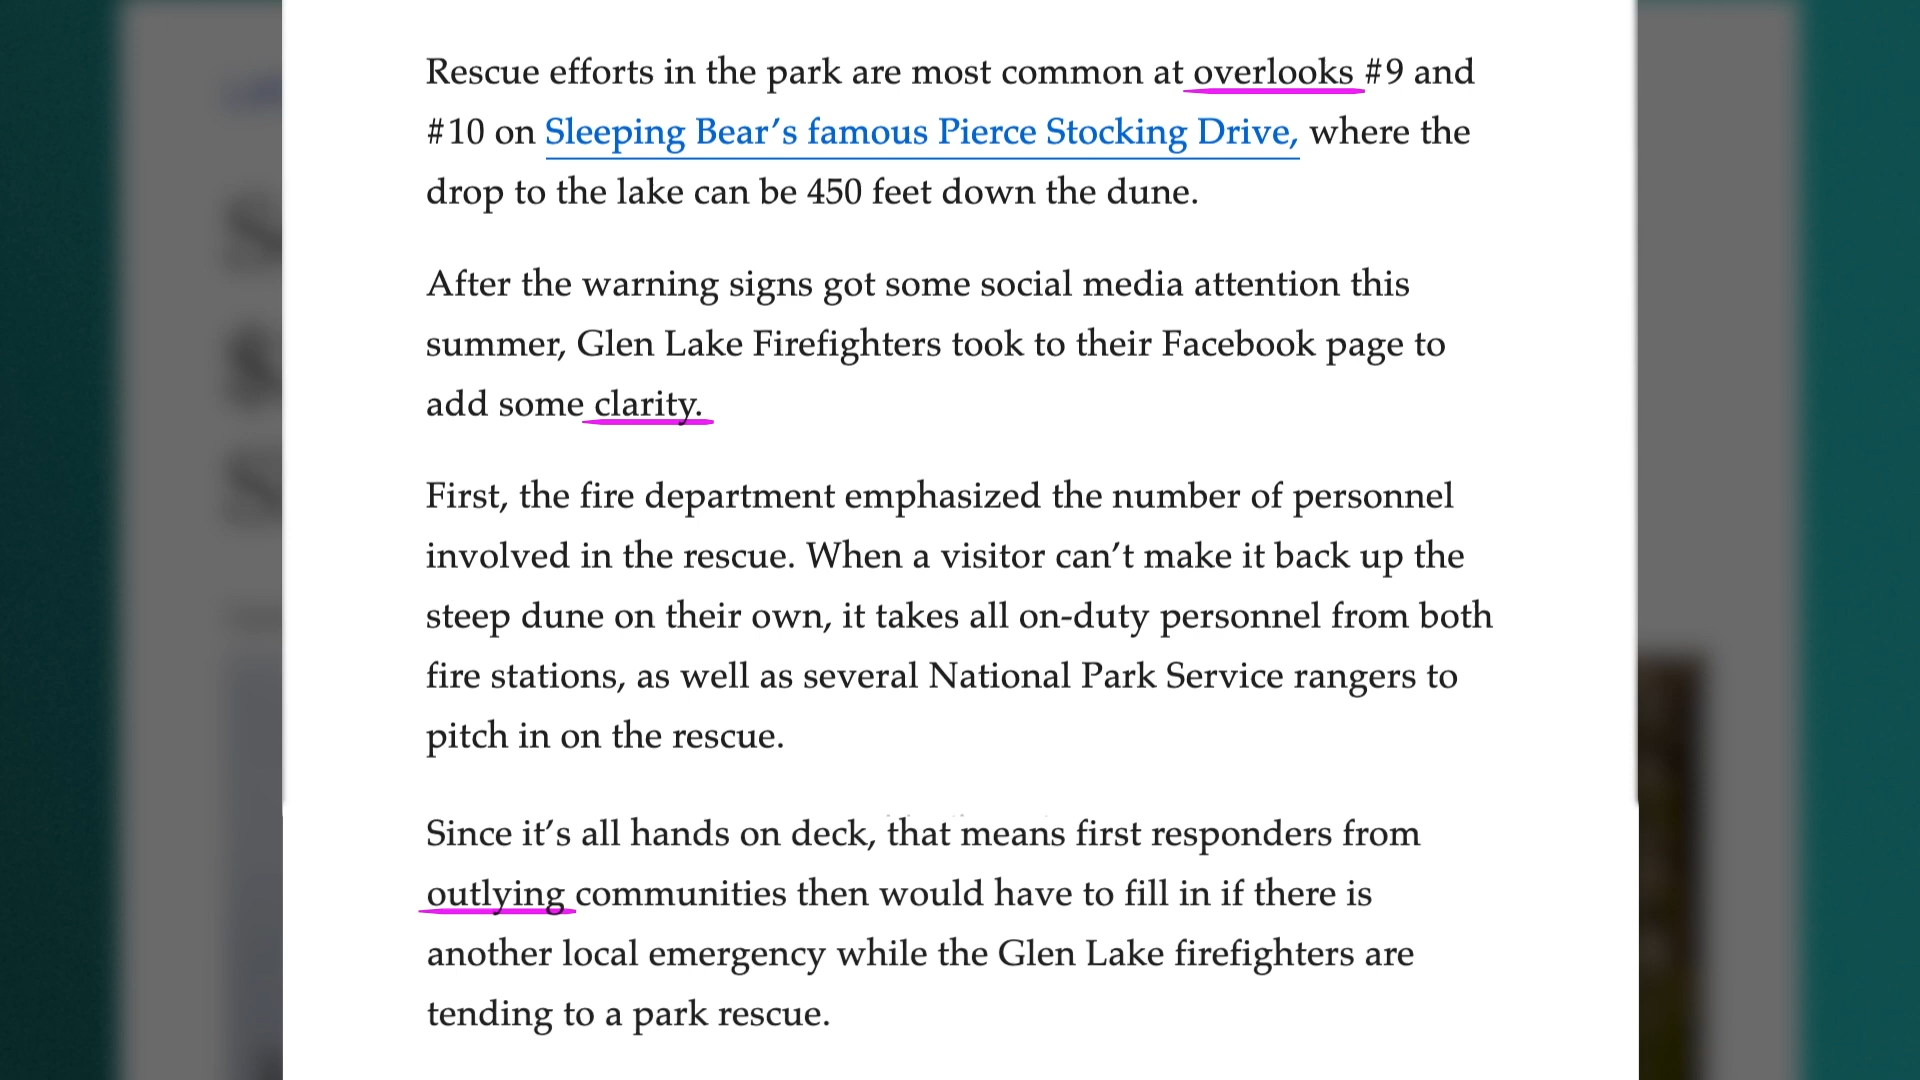 Rescue efforts in the park are most common at overlooks #9 and
#10 on Sleeping Bear’s famous Pierce Stocking Drive, where the
drop to the lake can be 450 feet down the dune.
After the warning signs got some social media attention this
summer, Glen Lake Firefighters took to their Facebook page to
add some clarity.
First, the fire department emphasized the number of personnel
involved in the rescue. When a visitor can’t make it back up the
steep dune on their own, it takes all on-duty personnel from both
fire stations, as well as several National Park Service rangers to
pitch in on the rescue.
Since it’s all hands on deck, that means first responders from
outlying communities then would have to fill in if there is
another local emergency while the Glen Lake firefighters are
tending to a park rescue.